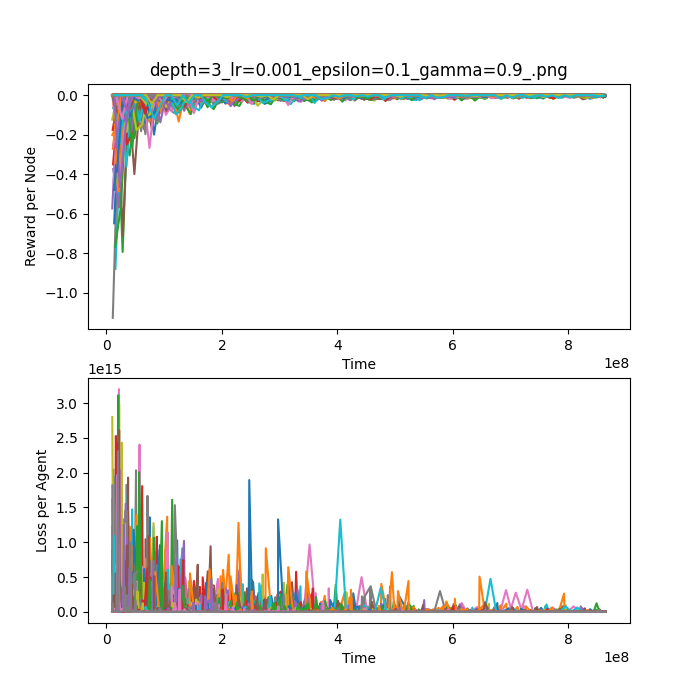 depth=3_lr=0.001_epsilon=0.1_gamma=0.9_.png
Reward per Node
0.0
−0.2
−0.4
−0.6
−0.8
−1.0
0 2 4 6 8
1e8
Time
1e15
Loss per Agent
3.0
2.5
2.0
1.5
1.0
0.5
0.0
0 2 4 6 8
1e8
Time